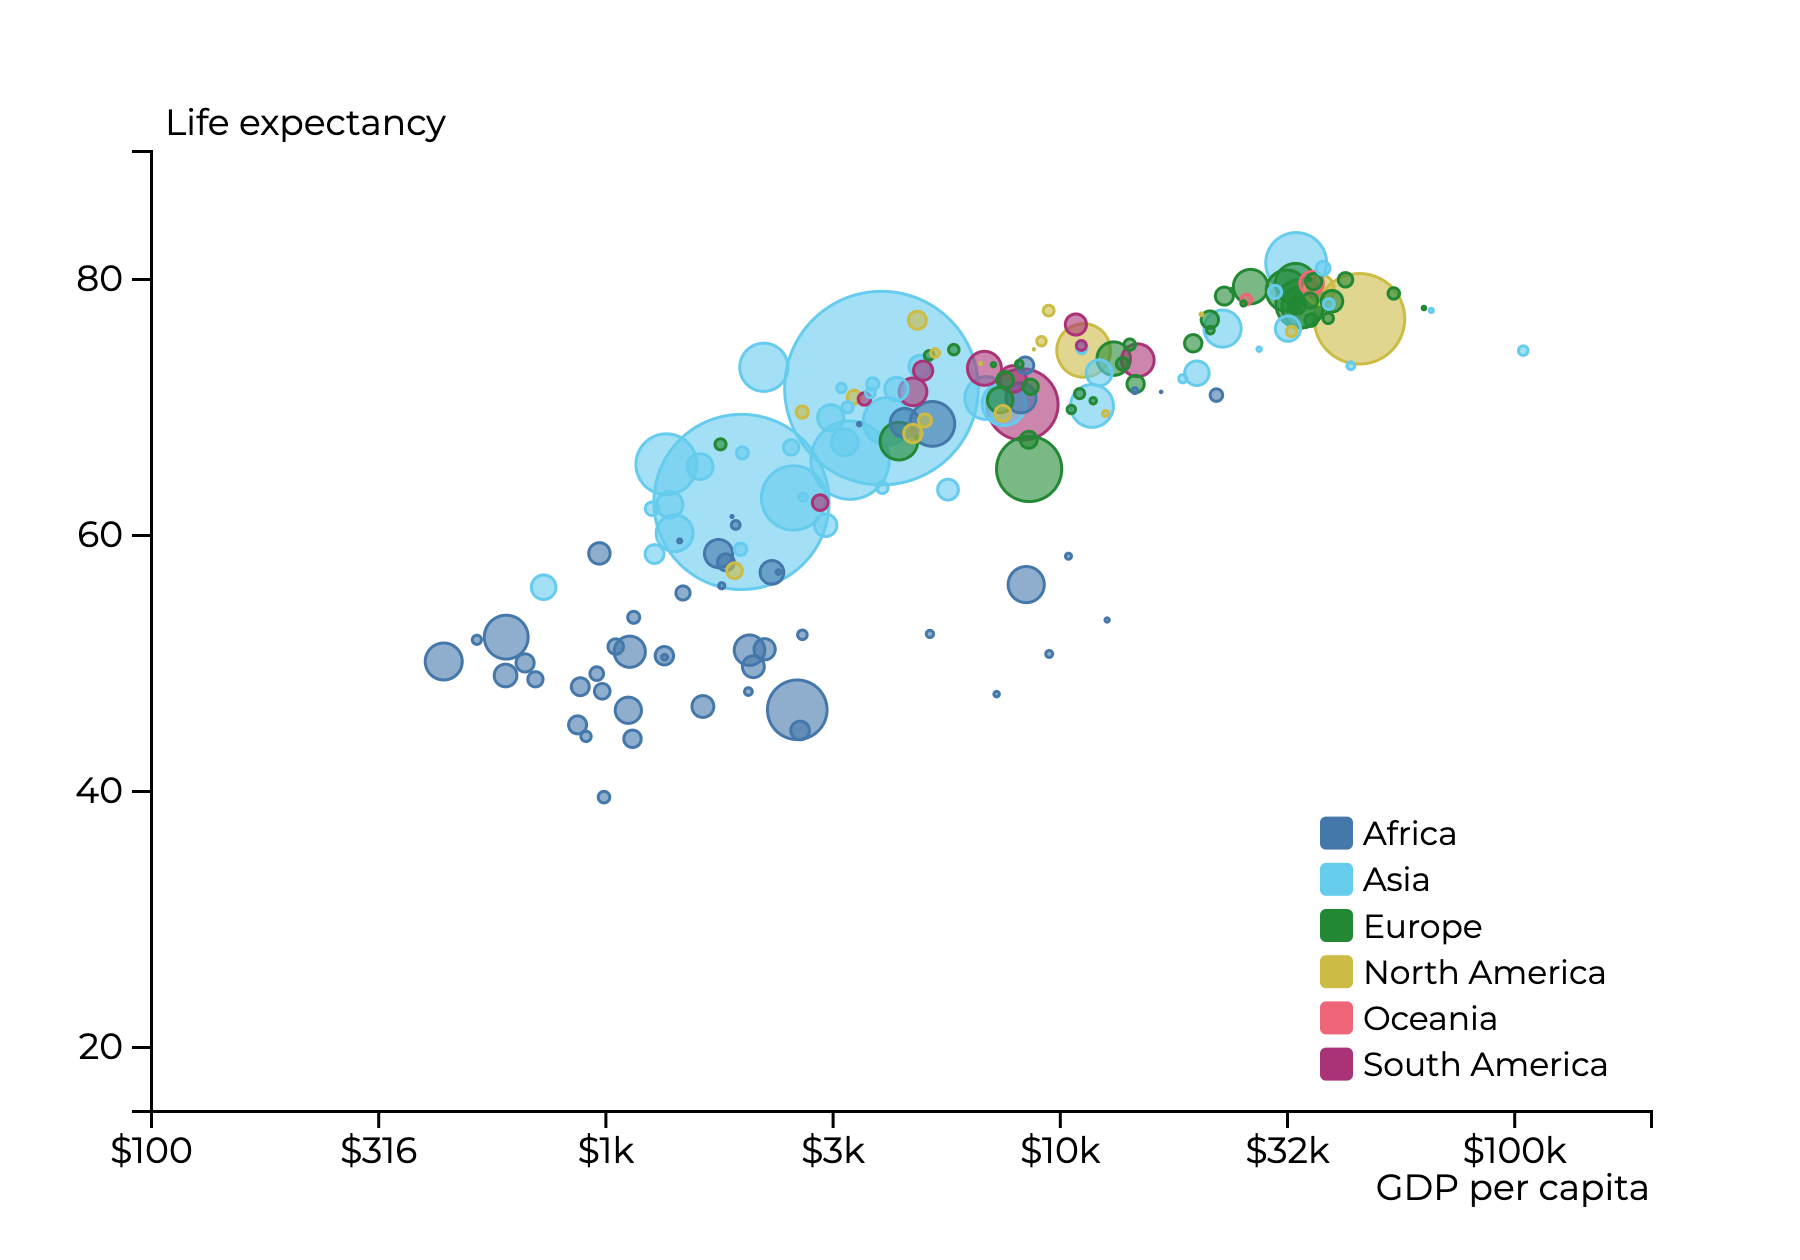 Life expectancy
80
60
40
20
Africa
Asia
Europe
North America
Oceania
South America
$100 $316 $1k $3k $10k $32k $100k
GDP per capita